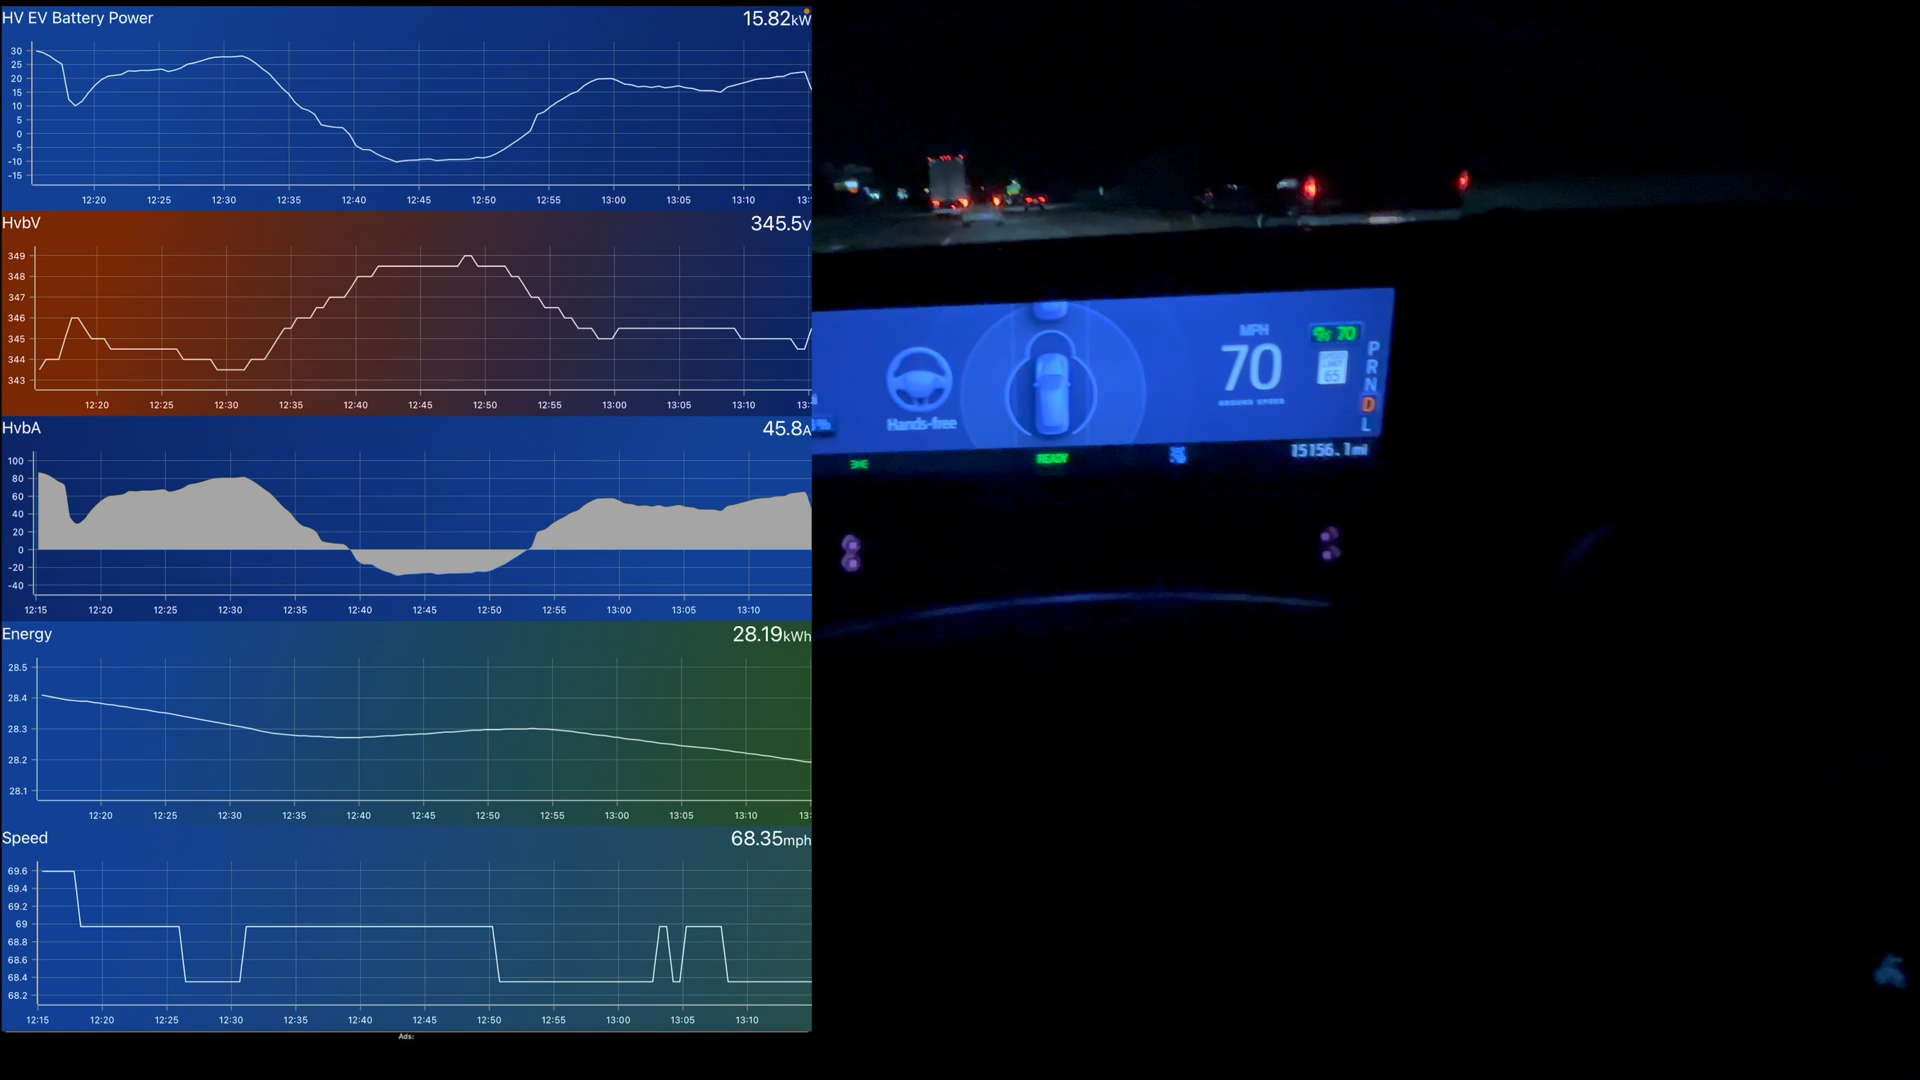 HV EV Battery Power 15.82kW
30
25
20
15
10
5
0
-5
-10
-15
12:20 12:25 12:30 12:35 12:40 12:45 12:50 12:55 13:00 13:05 13:10 13:
HvbV 345.5V
349
348
347
346
345
344
343
12:20 12:25 12:30 12:35 12:40 12:45 12:50 12:55 13:00 13:05 13:10 13:
HvbA 45.8A
100
80
60
40
20
0
-20
-40
12:15 12:20 12:25 12:30 12:35 12:40 12:45 12:50 12:55 13:00 13:05 13:10
Energy 28.19kWh
28.5
28.4
28.3
28.2
28.1
12:20 12:25 12:30 12:35 12:40 12:45 12:50 12:55 13:00 13:05 13:10 13:
Speed 68.35mph
69.6
69.4
69.2
69
68.8
68.6
68.4
68.2
12:15 12:20 12:25 12:30 12:35 12:40 12:45 12:50 12:55 13:00 13:05 13:10
Ads:
Hands-free
MPH
70
GROUND SPEED
70
LIMIT
65
P
R
N
D
L
READY
15156.1mi